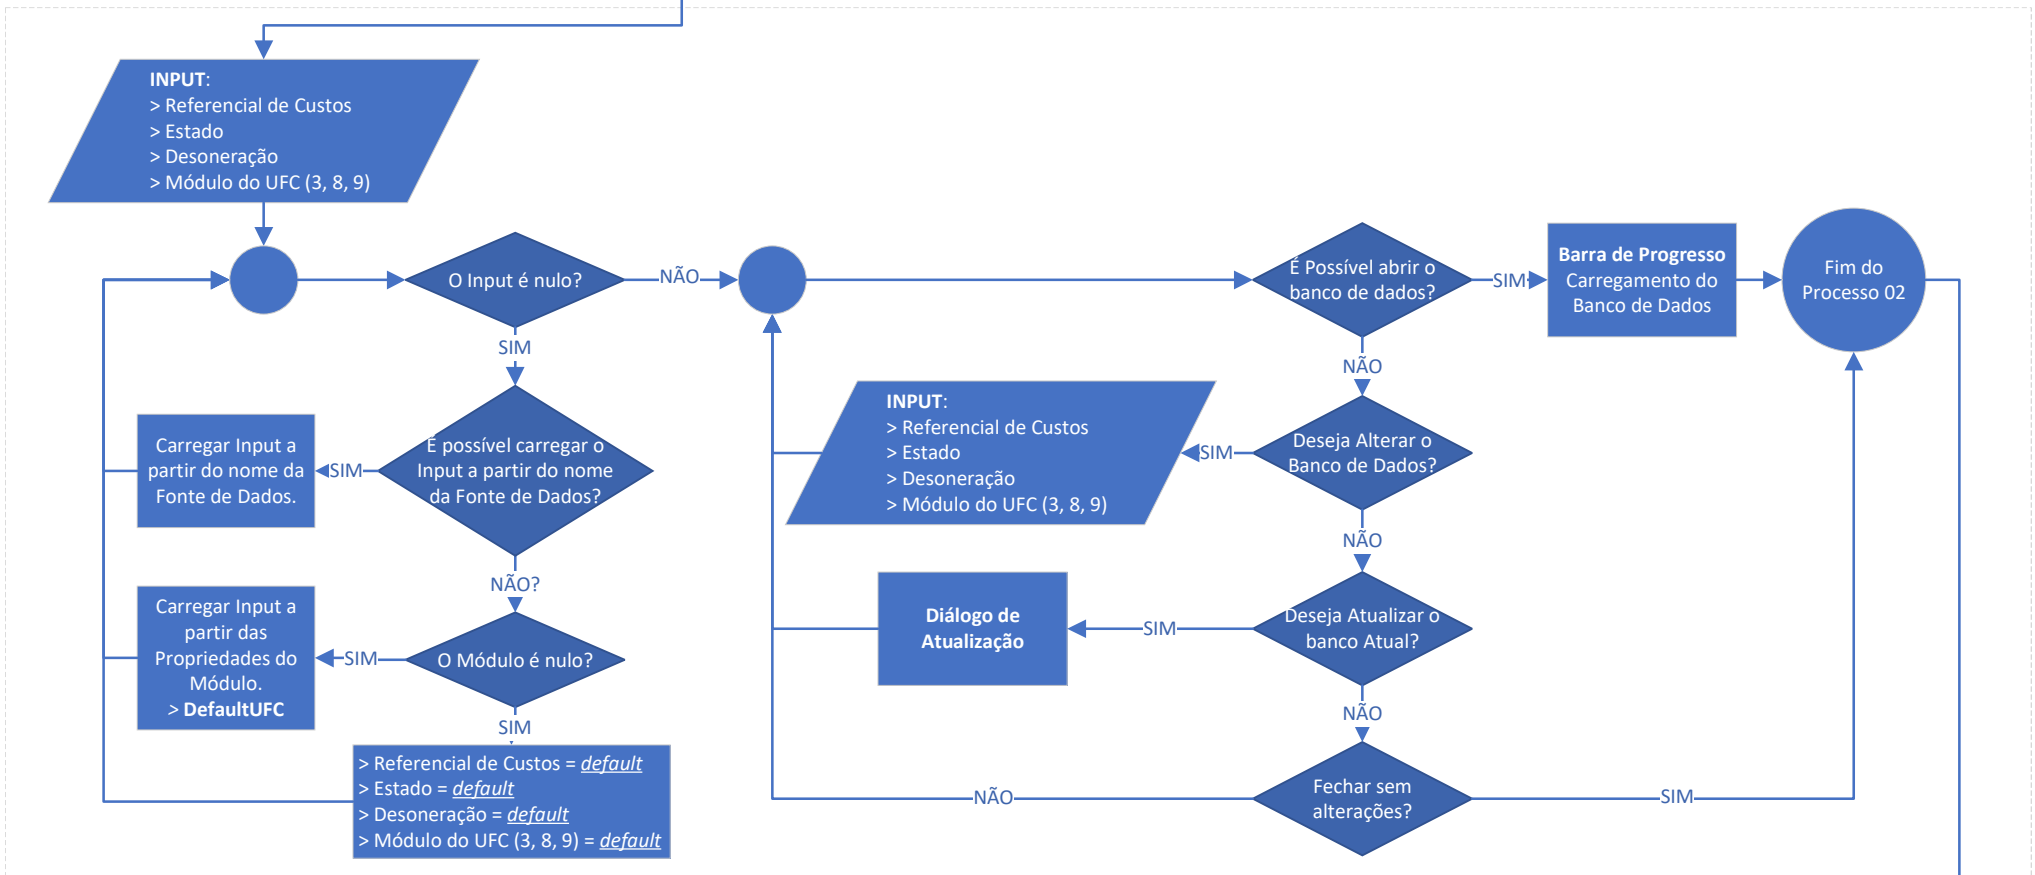 INPUT:
> Referencial de Custos
> Estado
> Desoneração
> Módulo do UFC (3, 8, 9)
O Input é nulo?
NÃO
SIM
É possível carregar o
Input a partir do nome
da Fonte de Dados?
SIM
Carregar Input a
partir do nome da
Fonte de Dados.
NÃO?
O Módulo é nulo?
SIM
Carregar Input a
partir das
Propriedades do
Módulo.
> DefaultUFC
SIM
> Referencial de Custos = default
> Estado = default
> Desoneração = default
> Módulo do UFC (3, 8, 9) = default
É Possível abrir o
banco de dados?
SIM
Barra de Progresso
Carregamento do
Banco de Dados
Fim do
Processo 02
NÃO
Deseja Alterar o
Banco de Dados?
SIM
INPUT:
> Referencial de Custos
> Estado
> Desoneração
> Módulo do UFC (3, 8, 9)
NÃO
Deseja Atualizar o
banco Atual?
SIM
Diálogo de
Atualização
NÃO
Fechar sem
alterações?
NÃO
SIM